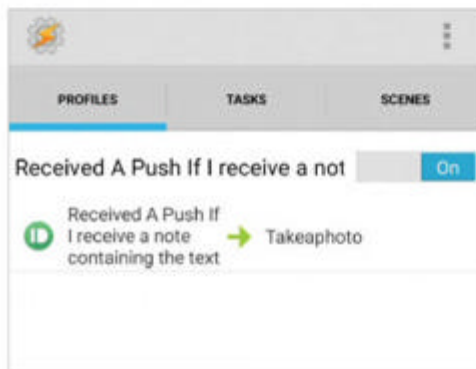 PROFILES TASKS SCENES
Received A Push If I receive a not On
Received A Push If
I receive a note
containing the text
Takeaphoto